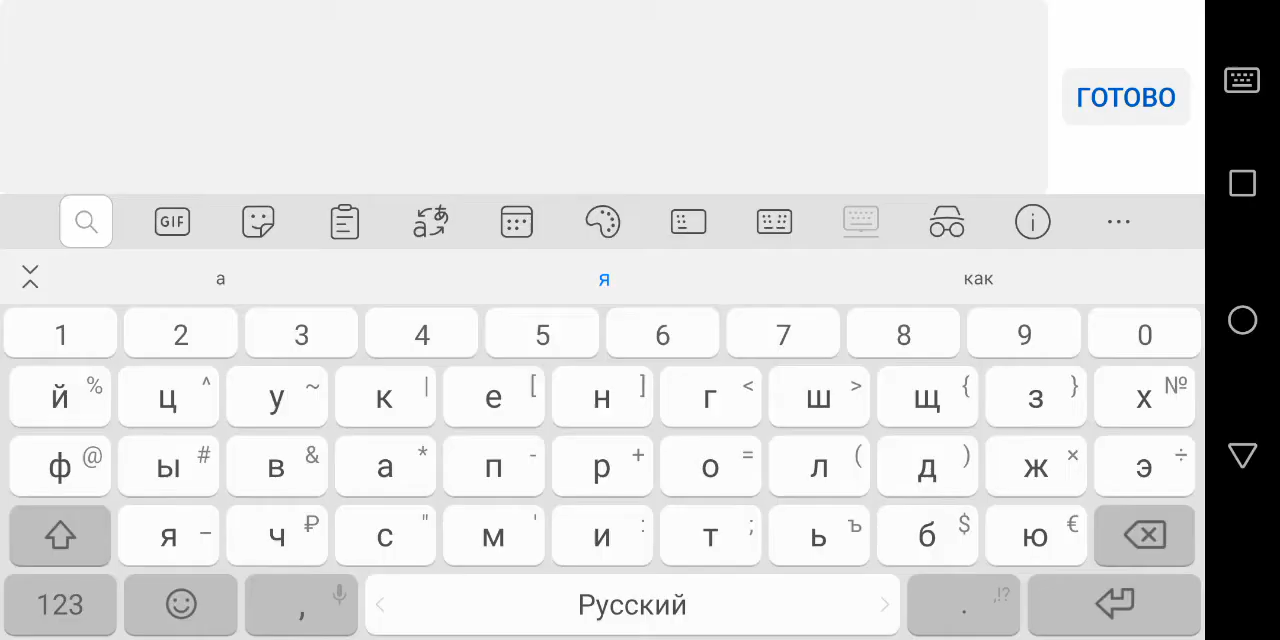 ГОТОВО
GIF
а я как
1 2 3 4 5 6 7 8 9 0
й % ц ^ у ~ к | е [ н ] г < ш > щ { з } х №
ф @ ы # в & а * п - р + о = л ( д ) ж × э ÷
я – ч ₽ с " м ' и : т ; ь ъ б $ ю €
123 , Русский . ,!?